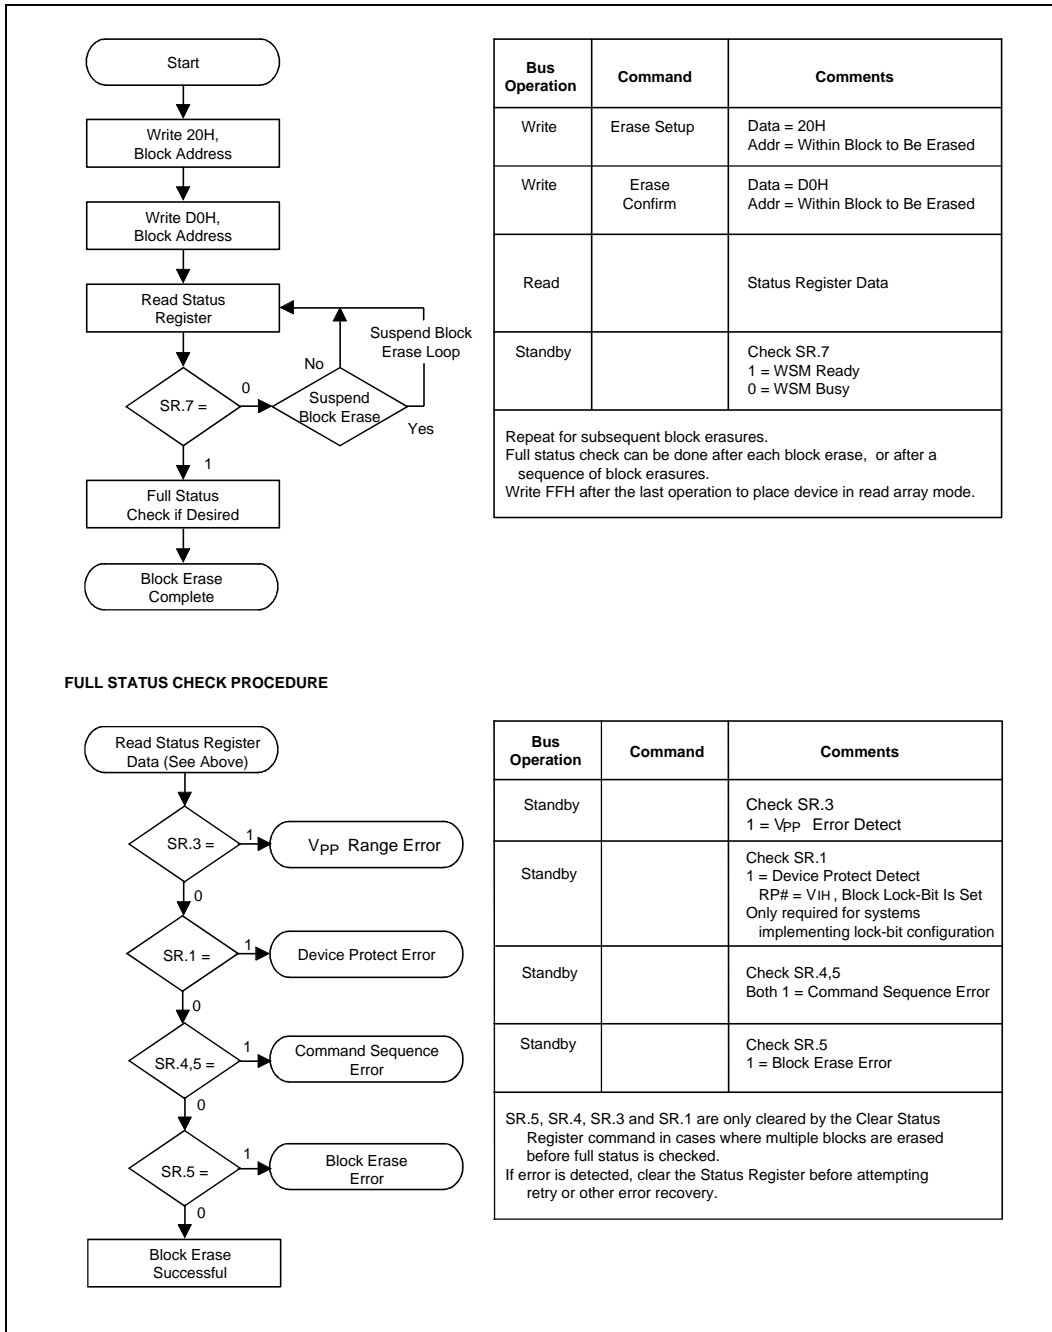 Start
Write 20H,
Block Address
Write D0H,
Block Address
Read Status
Register
Suspend Block
Erase Loop
No
0
SR.7 =
Suspend
Block Erase
Yes
1
Full Status
Check if Desired
Block Erase
Complete
Bus
Operation
Command
Comments
Write
Erase Setup
Data = 20H
Addr = Within Block to Be Erased
Write
Erase
Confirm
Data = D0H
Addr = Within Block to Be Erased
Read
Status Register Data
Standby
Check SR.7
1 = WSM Ready
0 = WSM Busy
Repeat for subsequent block erasures.
Full status check can be done after each block erase, or after a
sequence of block erasures.
Write FFH after the last operation to place device in read array mode.
FULL STATUS CHECK PROCEDURE
Read Status Register
Data (See Above)
SR.3 =
1
VPP Range Error
0
SR.1 =
1
Device Protect Error
0
SR.4,5 =
1
Command Sequence
Error
0
SR.5 =
1
Block Erase
Error
0
Block Erase
Successful
Bus
Operation
Command
Comments
Standby
Check SR.3
1 = VPP Error Detect
Standby
Check SR.1
1 = Device Protect Detect
RP# = VIH, Block Lock-Bit Is Set
Only required for systems
implementing lock-bit configuration
Standby
Check SR.4,5
Both 1 = Command Sequence Error
Standby
Check SR.5
1 = Block Erase Error
SR.5, SR.4, SR.3 and SR.1 are only cleared by the Clear Status
Register command in cases where multiple blocks are erased
before full status is checked.
If error is detected, clear the Status Register before attempting
retry or other error recovery.